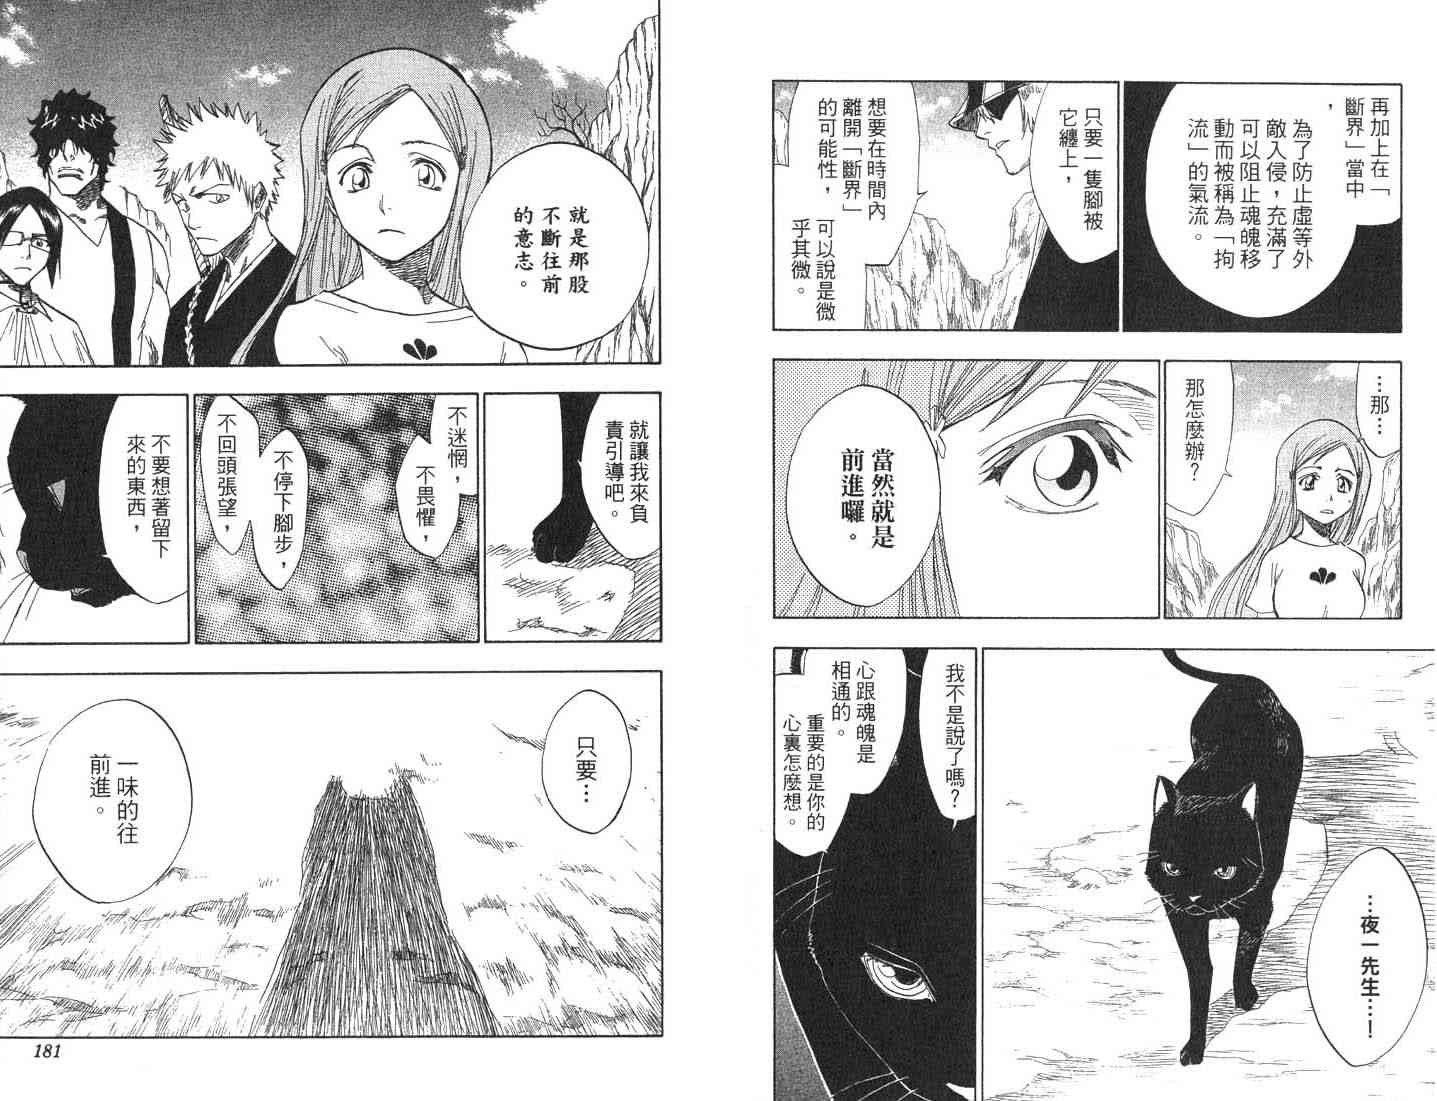 再加上在「
斷界」當中
，
為了防止虛等外
敵入侵，充滿了
可以阻止魂魄移
動而被稱為「拘
流」的氣流。
只要一隻腳被
它纏上，
想要在時間內
離開「斷界」
的可能性，
可以說是微
乎其微。
…那…
那怎麼辦？
當然就是
前進囉。
…夜一先生…！
我不是說了嗎？
心跟魂魄是
相通的。
重要的是你的
心裏怎麼想。
就是那股
不斷往前
的意志。
就讓我來負
責引導吧。
不迷惘，
不畏懼，
不停下腳步，
不回頭張望，
不要想著留下
來的東西，
只要…
一味的往
前進。
181